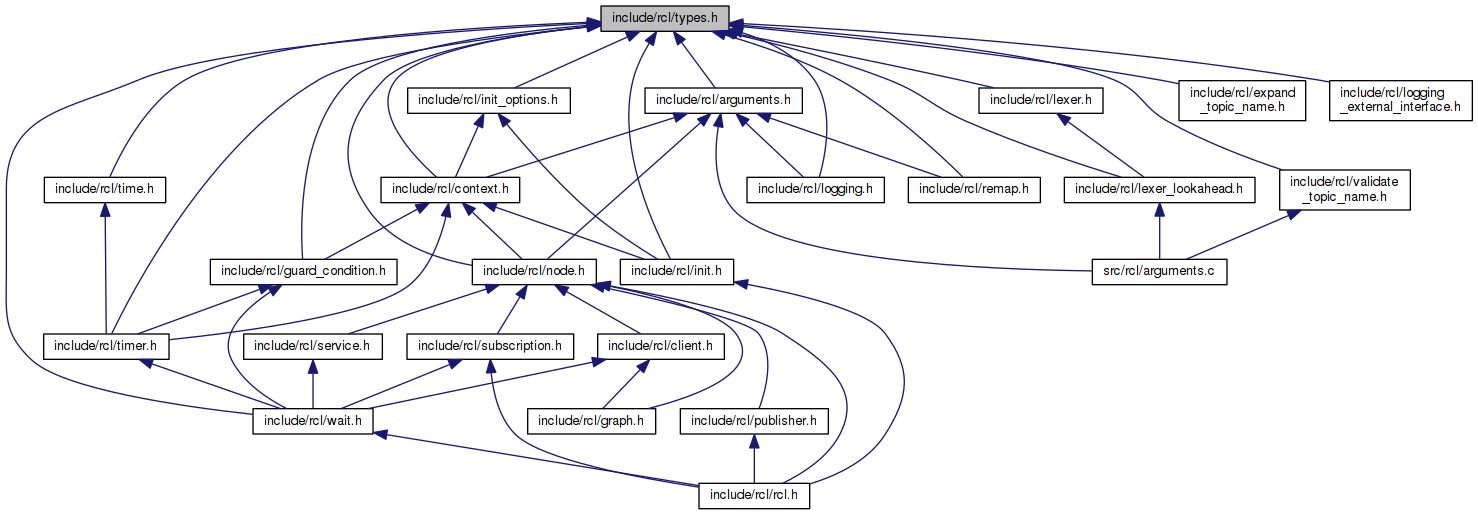 include/rcl/types.h
include/rcl/init_options.h
include/rcl/arguments.h
include/rcl/lexer.h
include/rcl/expand
_topic_name.h
include/rcl/logging
_external_interface.h
include/rcl/time.h
include/rcl/context.h
include/rcl/logging.h
include/rcl/remap.h
include/rcl/lexer_lookahead.h
include/rcl/validate
_topic_name.h
include/rcl/guard_condition.h
include/rcl/node.h
include/rcl/init.h
src/rcl/arguments.c
include/rcl/timer.h
include/rcl/service.h
include/rcl/subscription.h
include/rcl/client.h
include/rcl/wait.h
include/rcl/graph.h
include/rcl/publisher.h
include/rcl/rcl.h